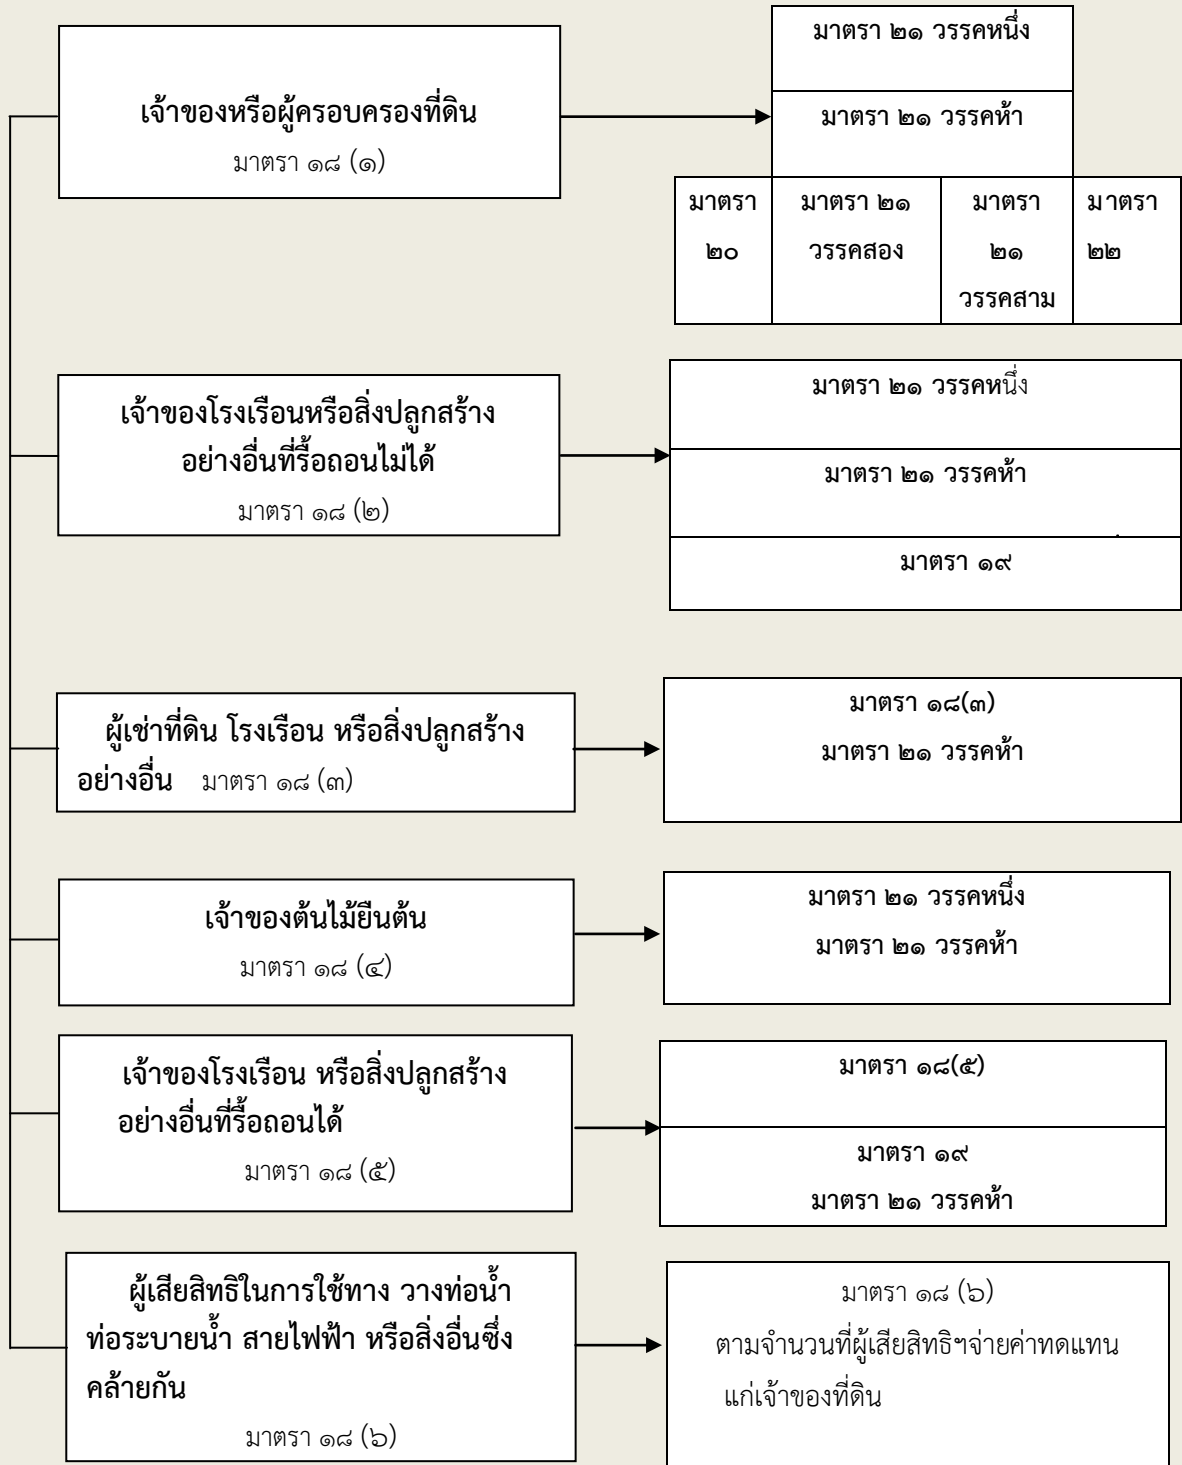 เจ้าของหรือผู้ครอบครองที่ดิน
มาตรา ๑๘ (๑)
มาตรา ๒๑ วรรคหนึ่ง
มาตรา ๒๑ วรรคห้า
มาตรา
๒๐
มาตรา ๒๑
วรรคสอง
มาตรา
๒๑
วรรคสาม
มาตรา
๒๒
เจ้าของโรงเรือนหรือสิ่งปลูกสร้าง
อย่างอื่นที่รื้อถอนไม่ได้
มาตรา ๑๘ (๒)
มาตรา ๒๑ วรรคหนึ่ง
มาตรา ๒๑ วรรคห้า
มาตรา ๑๙
ผู้เช่าที่ดิน โรงเรือน หรือสิ่งปลูกสร้าง
อย่างอื่น มาตรา ๑๘ (๓)
มาตรา ๑๘(๓)
มาตรา ๒๑ วรรคห้า
เจ้าของต้นไม้ยืนต้น
มาตรา ๑๘ (๔)
มาตรา ๒๑ วรรคหนึ่ง
มาตรา ๒๑ วรรคห้า
เจ้าของโรงเรือน หรือสิ่งปลูกสร้าง
อย่างอื่นที่รื้อถอนได้
มาตรา ๑๘ (๕)
มาตรา ๑๘(๕)
มาตรา ๑๙
มาตรา ๒๑ วรรคห้า
ผู้เสียสิทธิในการใช้ทาง วางท่อน้ำ
ท่อระบายน้ำ สายไฟฟ้า หรือสิ่งอื่นซึ่ง
คล้ายกัน
มาตรา ๑๘ (๖)
มาตรา ๑๘ (๖)
ตามจำนวนที่ผู้เสียสิทธิฯจ่ายค่าทดแทน
แก่เจ้าของที่ดิน